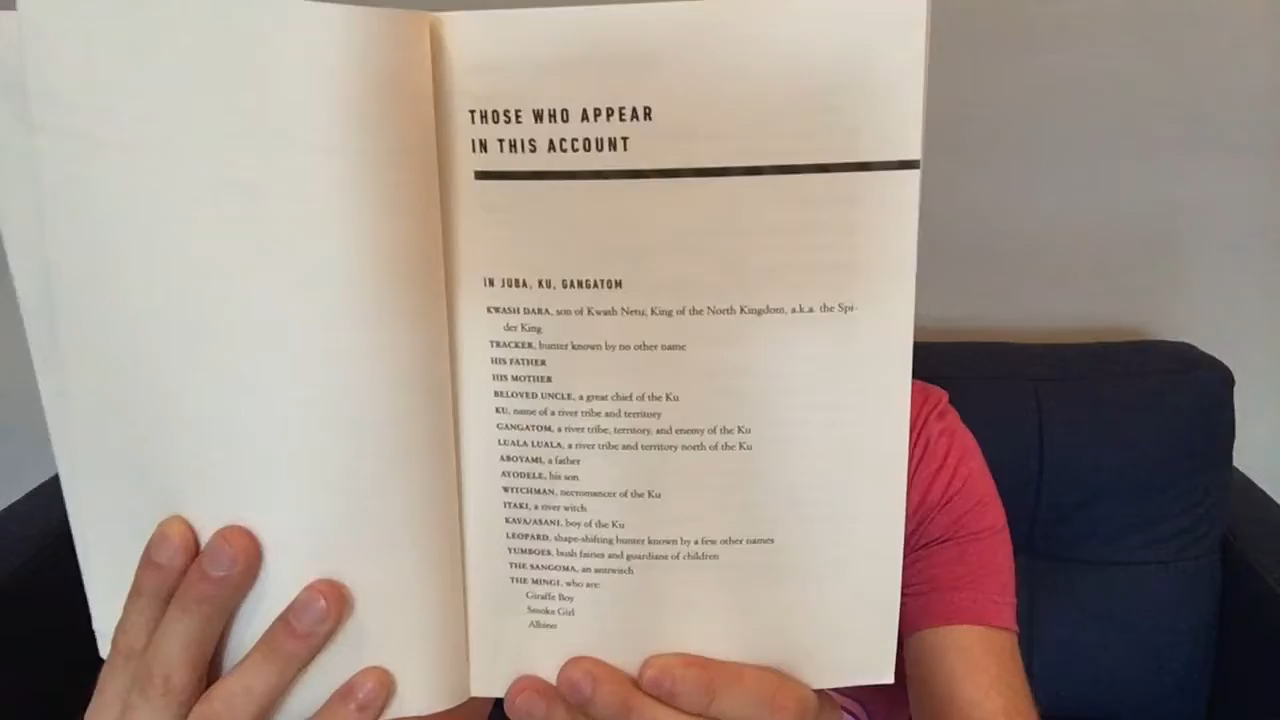 THOSE WHO APPEAR
IN THIS ACCOUNT
IN JUBA, KU, GANGATOM
KWASH DARA, son of Kwash Netu; King of the North Kingdom, a.k.a. the Spi-
der King
TRACKER, hunter known by no other name
HIS FATHER
HIS MOTHER
BELOVED UNCLE, a great chief of the Ku
KU, name of a river tribe and territory
GANGATOM, a river tribe, territory, and enemy of the Ku
LUALA LUALA, a river tribe and territory north of the Ku
ABOYAMI, a father
AYODELE, his son
WITCHMAN, necromancer of the Ku
ITAKI, a river witch
KAVA/ASANI, boy of the Ku
LEOPARD, shape-shifting hunter known by a few other names
YUMBOES, bush fairies and guardians of children
THE SANGOMA, an antiwitch
THE MINGI, who are:
Giraffe Boy
Smoke Girl
Albino